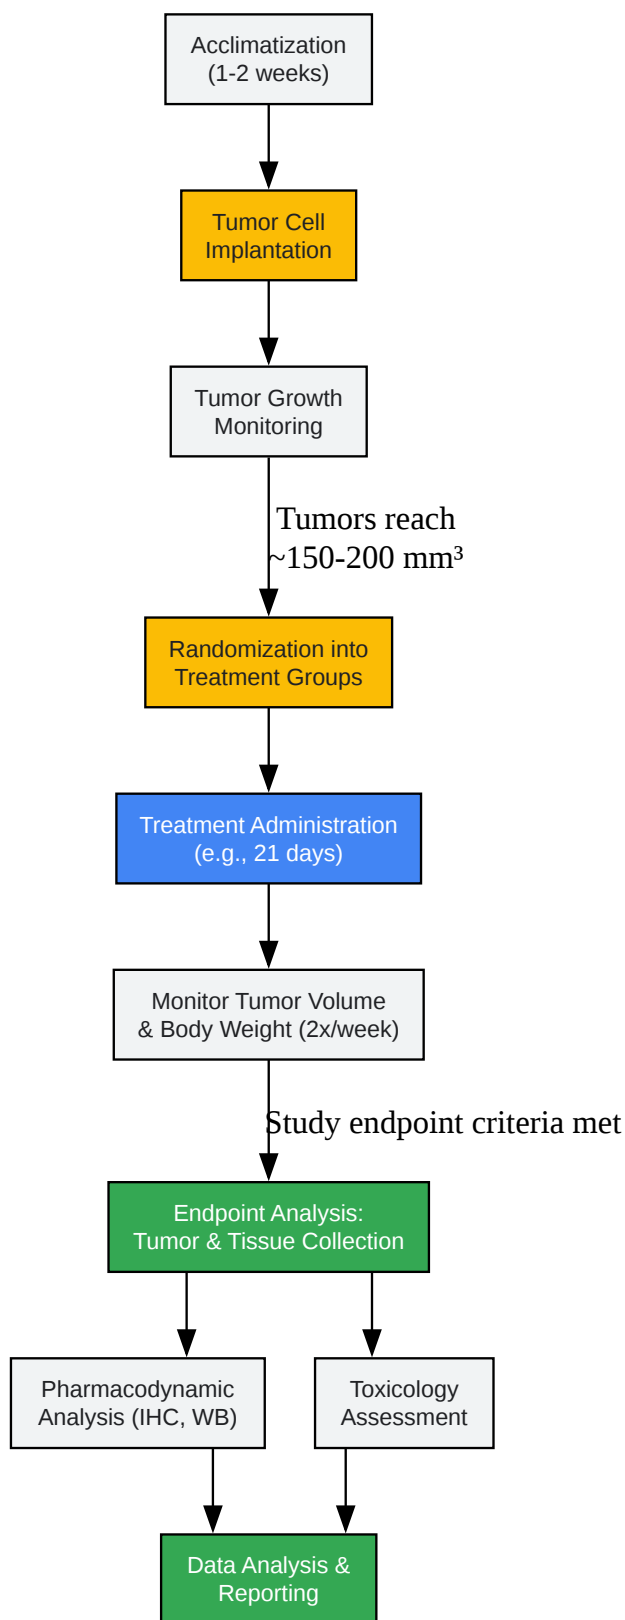 Acclimatization
(1-2 weeks)
Tumor Cell
Implantation
Tumor Growth
Monitoring
Tumors reach
~150-200 mm³
Randomization into
Treatment Groups
Treatment Administration
(e.g., 21 days)
Monitor Tumor Volume
& Body Weight (2x/week)
Study endpoint criteria met
Endpoint Analysis:
Tumor & Tissue Collection
Pharmacodynamic
Analysis (IHC, WB)
Toxicology
Assessment
Data Analysis &
Reporting